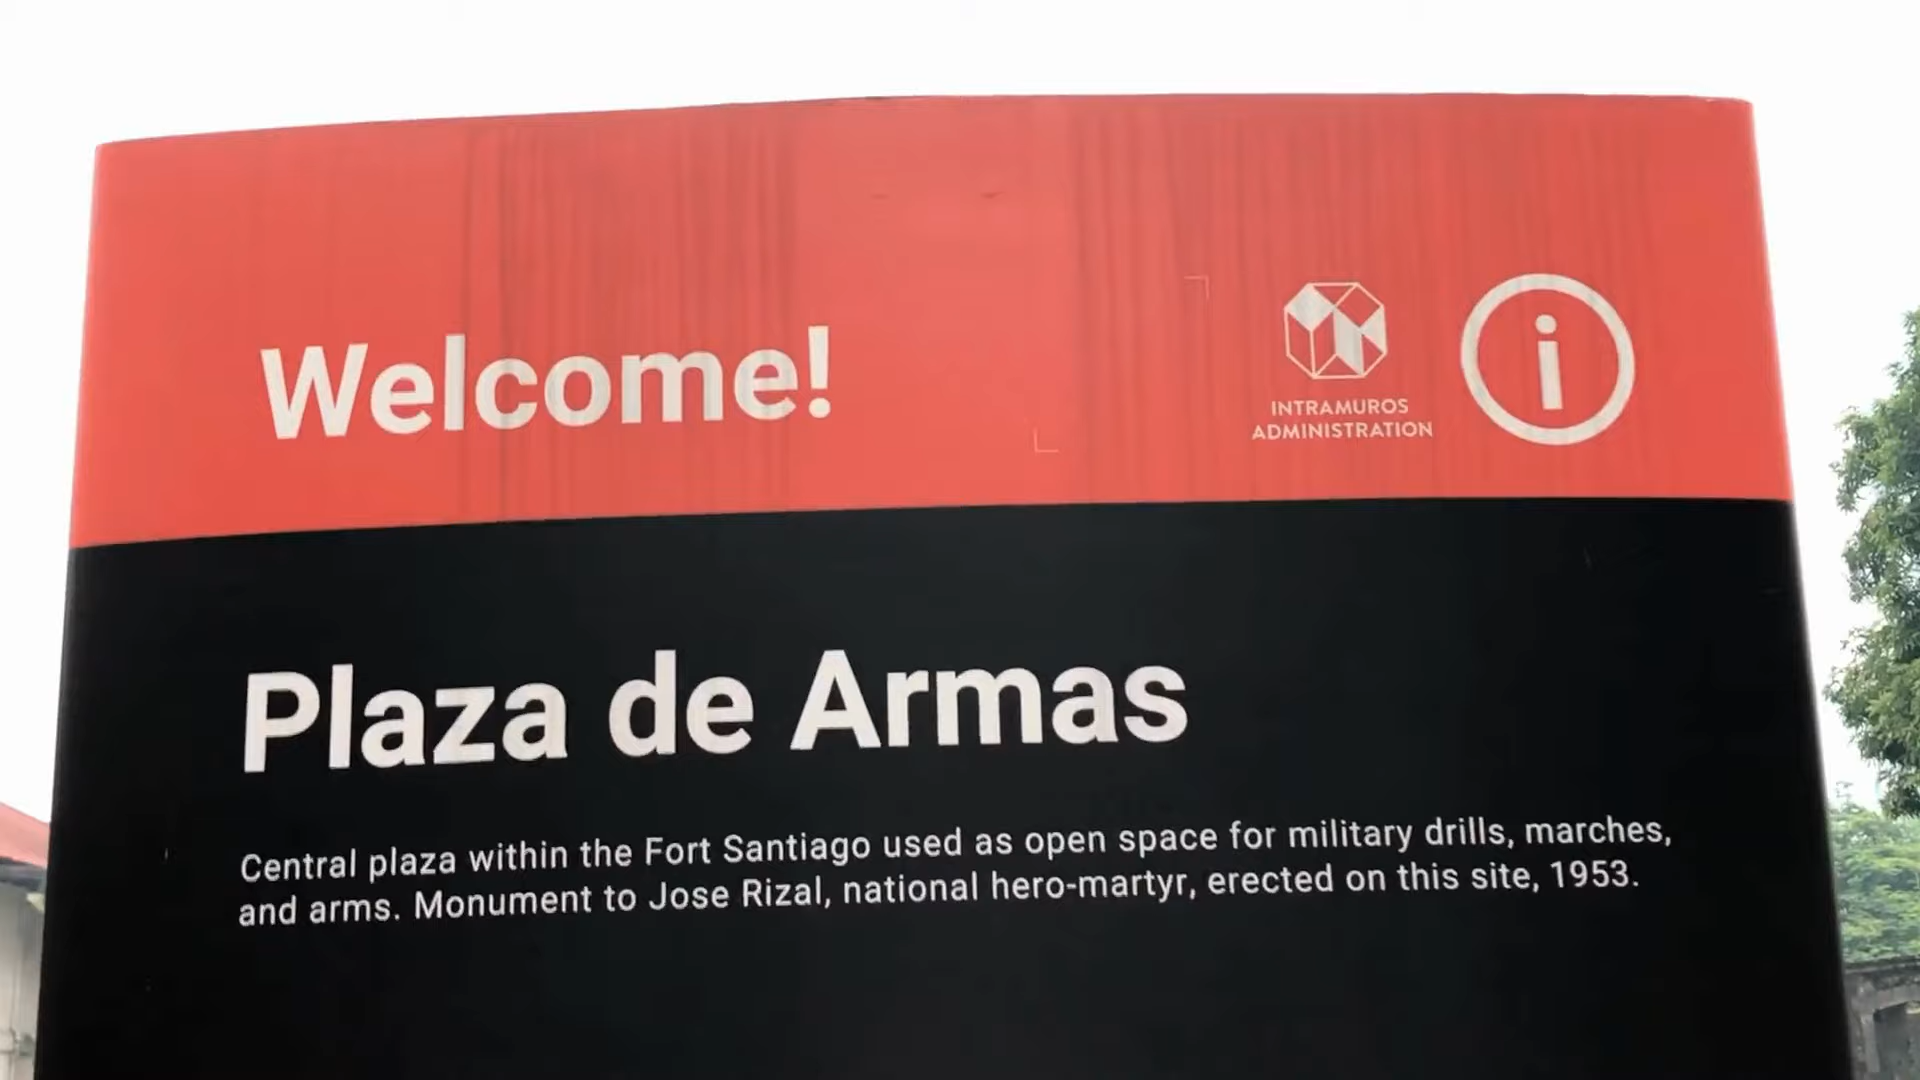 Welcome!
INTRAMUROS
ADMINISTRATION
i
Plaza de Armas
Central plaza within the Fort Santiago used as open space for military drills, marches,
and arms. Monument to Jose Rizal, national hero-martyr, erected on this site, 1953.